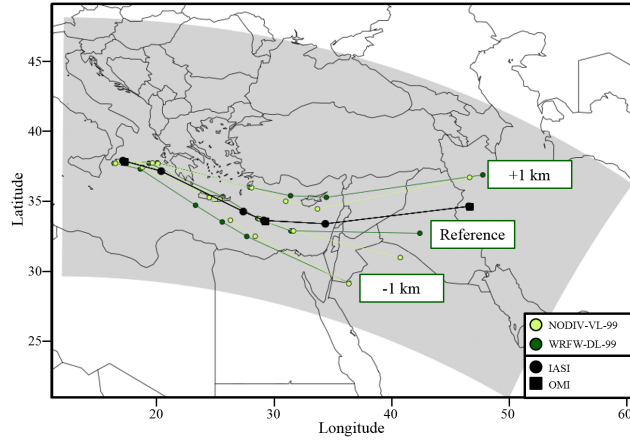 45
40
35
30
25
Latitude
+1 km
Reference
-1 km
NODIV-VL-99
WRFW-DL-99
IASI
OMI
20
30
40
50
60
Longitude